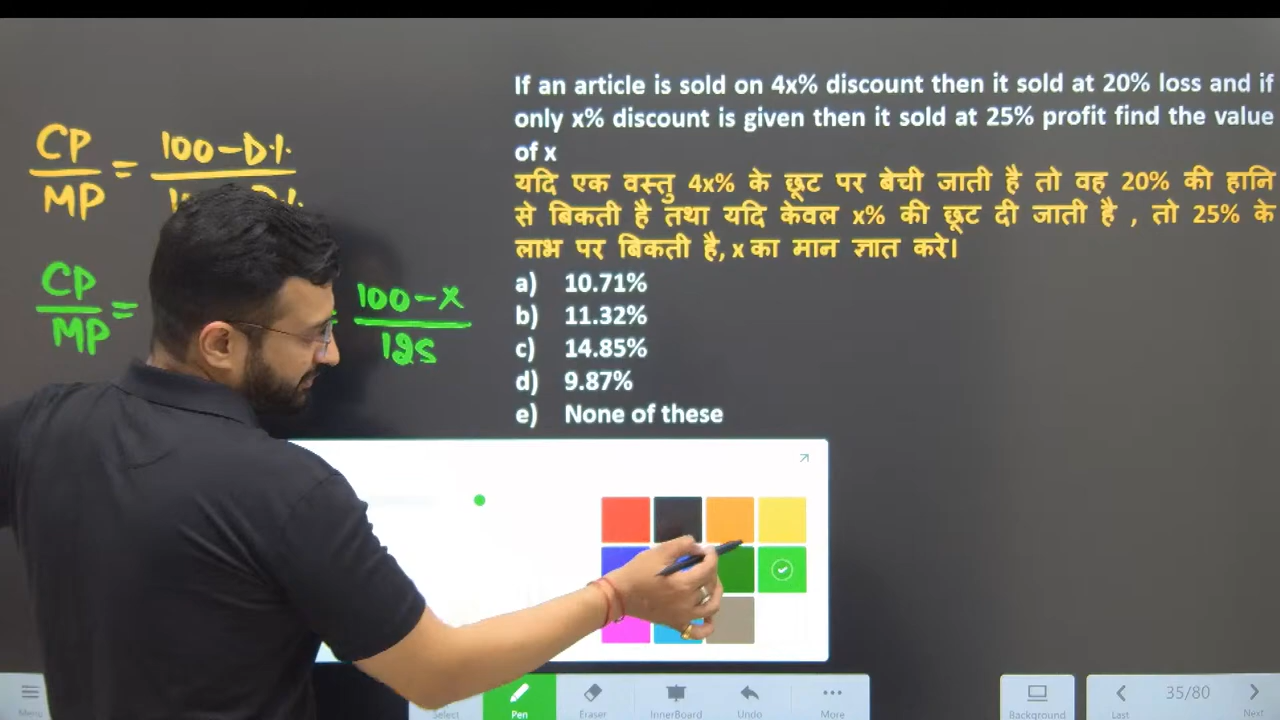 If an article is sold on 4x% discount then it sold at 20% loss and if
only x% discount is given then it sold at 25% profit find the value
of x
यदि एक वस्तु 4x% के छूट पर बेची जाती है तो वह 20% की हानि
से बिकती है तथा यदि केवल x% की छूट दी जाती है , तो 25% के
लाभ पर बिकती है, x का मान ज्ञात करे।
a) 10.71%
b) 11.32%
c) 14.85%
d) 9.87%
e) None of these
CP/MP = 100-D%
CP/MP = = 100-x/125
Menu Select Pen Eraser InnerBoard Undo More Background Last 35/80 Next